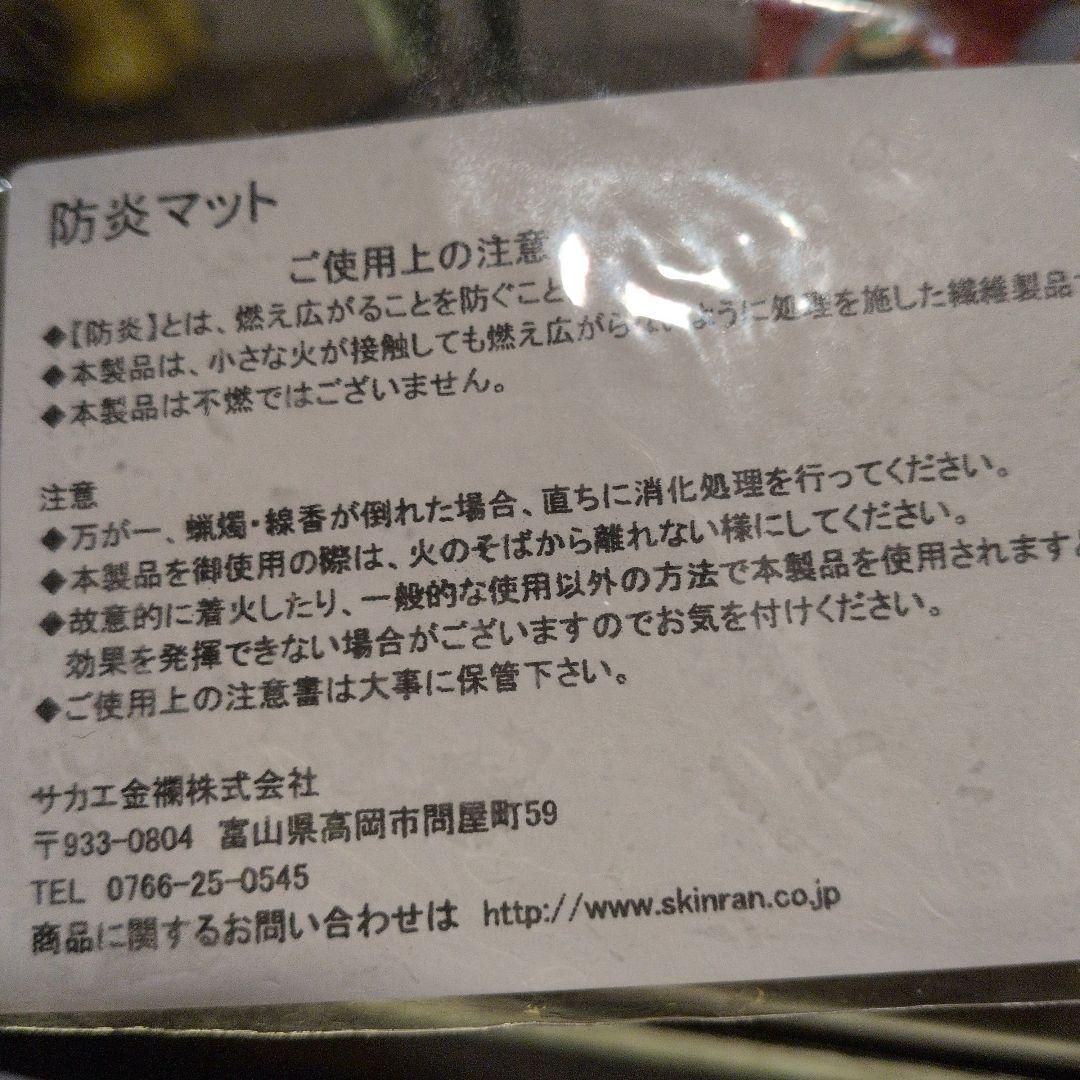 防炎マット
ご使用上の注意
◆【防炎】とは、燃え広がることを防ぐこと
◆本製品は、小さな火が接触しても燃え広がらないように処理を施した繊維製品で
◆本製品は不燃ではございません。
注意
◆万が一、蝋燭・線香が倒れた場合、直ちに消化処理を行ってください。
◆本製品を御使用の際は、火のそばから離れない様にしてください。
◆故意的に着火したり、一般的な使用以外の方法で本製品を使用されますと
効果を発揮できない場合がございますのでお気を付けください。
◆ご使用上の注意書は大事に保管下さい。
サカエ金襴株式会社
〒933-0804 富山県高岡市問屋町59
TEL 0766-25-0545
商品に関するお問い合わせは http://www.skinran.co.jp